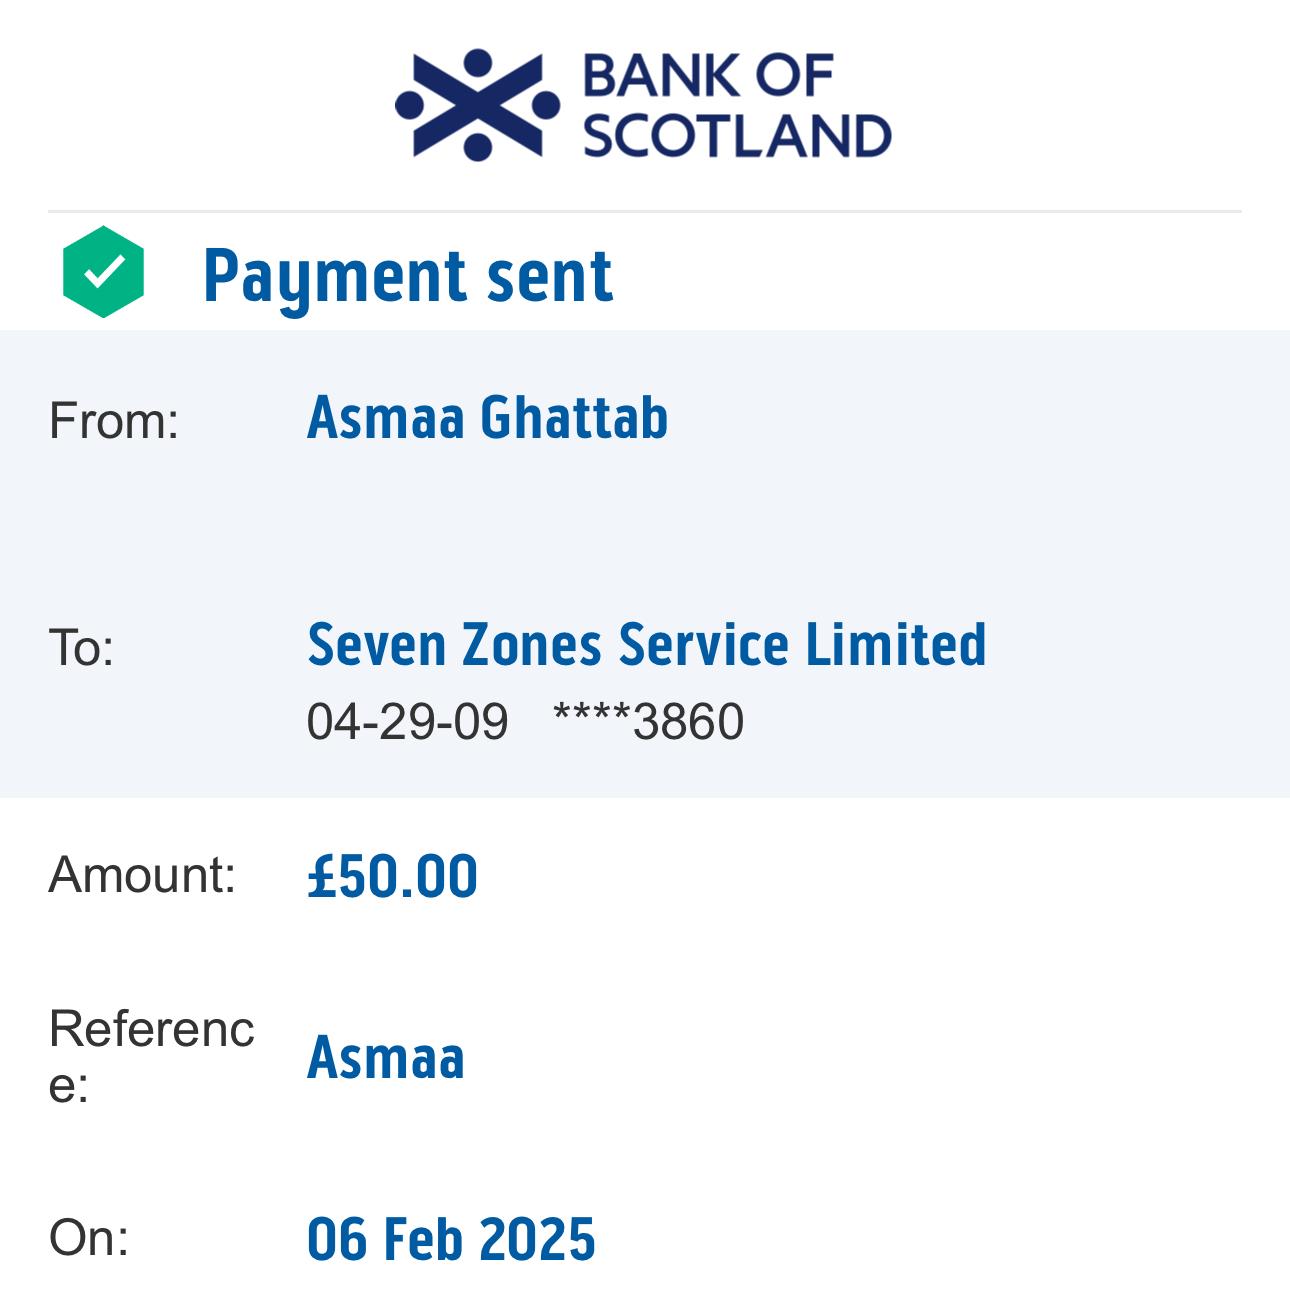 BANK OF
SCOTLAND
Payment sent
From: Asmaa Ghattab
To: Seven Zones Service Limited
04-29-09 ****3860
Amount: £50.00
Referenc
e: Asmaa
On: 06 Feb 2025